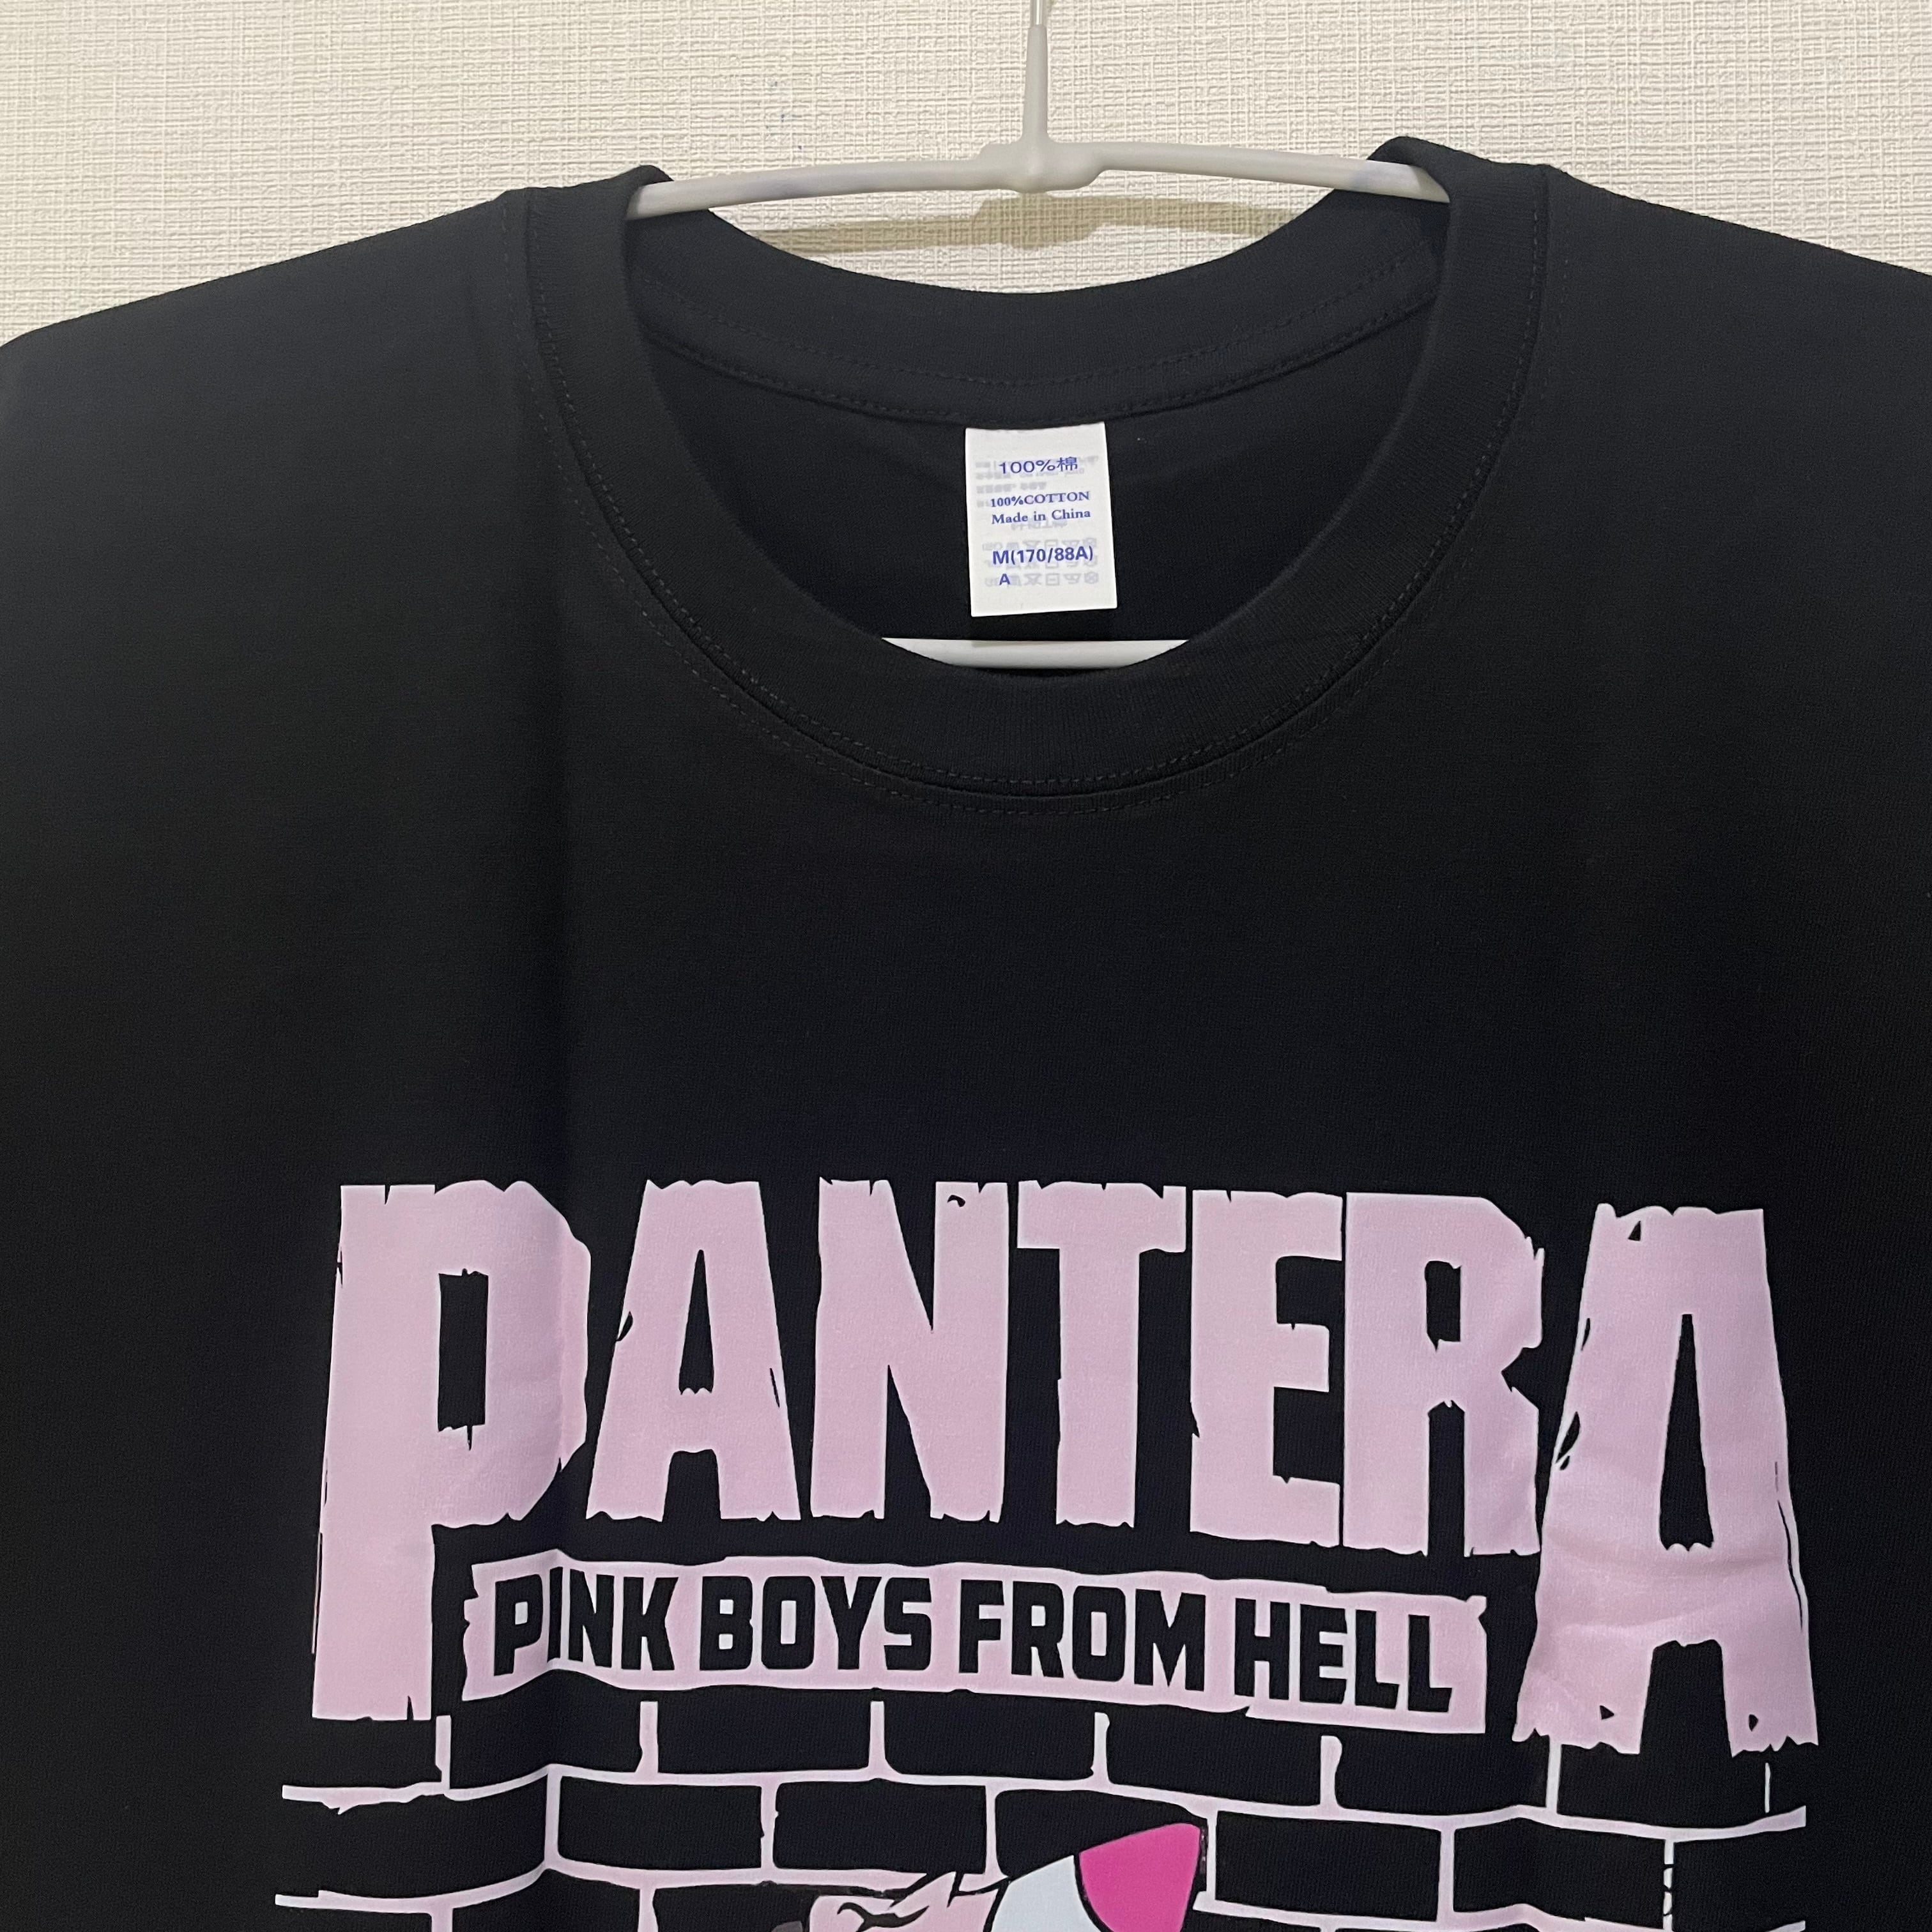 100%棉
100%COTTON
Made in China
M(170/88A)
A
PANTERA
PINK BOYS FROM HELL